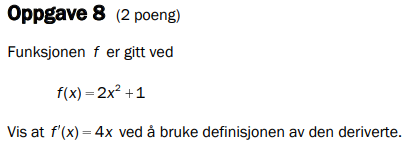 Oppgave 8 (2 poeng)
Funksjonen f er gitt ved
f(x) = 2x² + 1
Vis at f′(x) = 4x ved å bruke definisjonen av den deriverte.